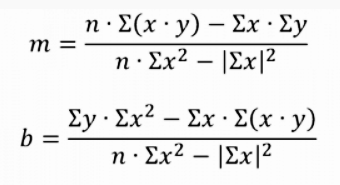 m = n · Σ(x · y) − Σx · Σy / n · Σx² − |Σx|²
b = Σy · Σx² − Σx · Σ(x · y) / n · Σx² − |Σx|²